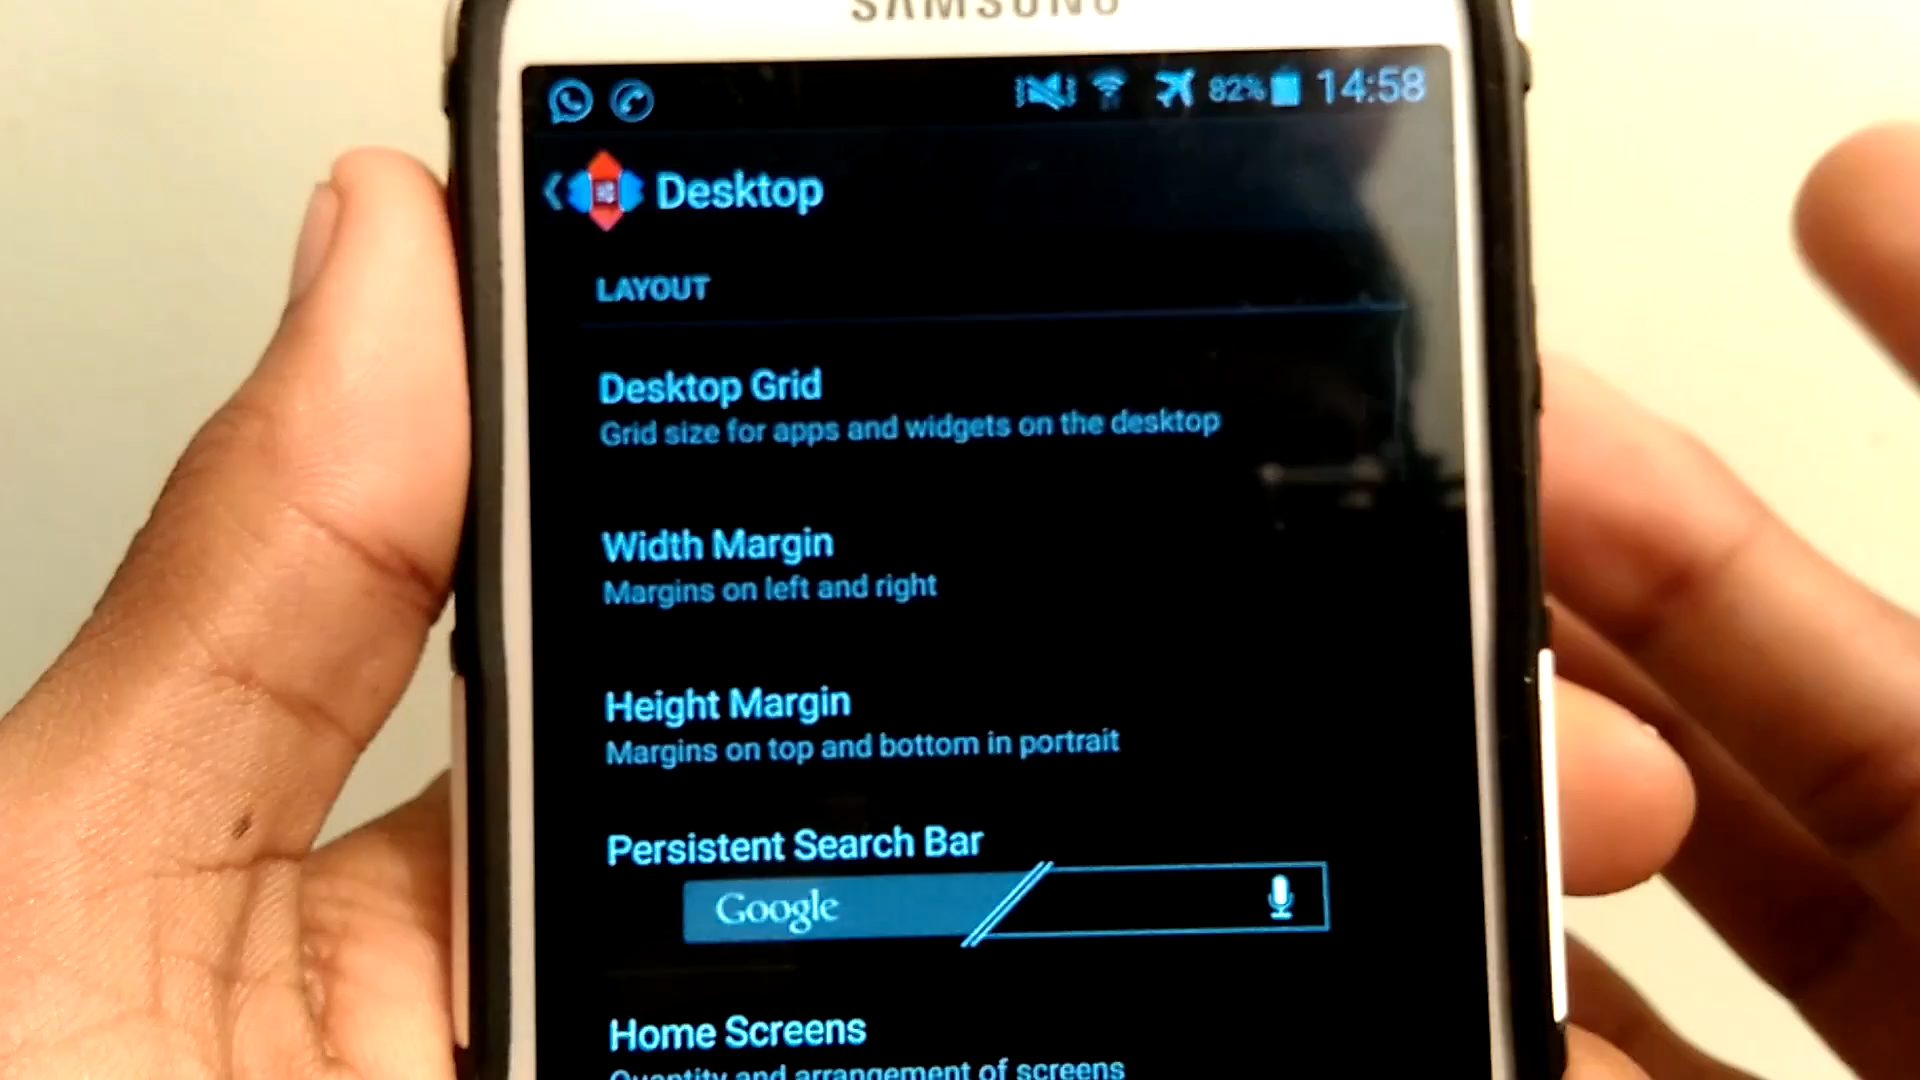 SAMSUNG
82% 14:58
Desktop
LAYOUT
Desktop Grid
Grid size for apps and widgets on the desktop
Width Margin
Margins on left and right
Height Margin
Margins on top and bottom in portrait
Persistent Search Bar
Google
Home Screens
Quantity and arrangement of screens